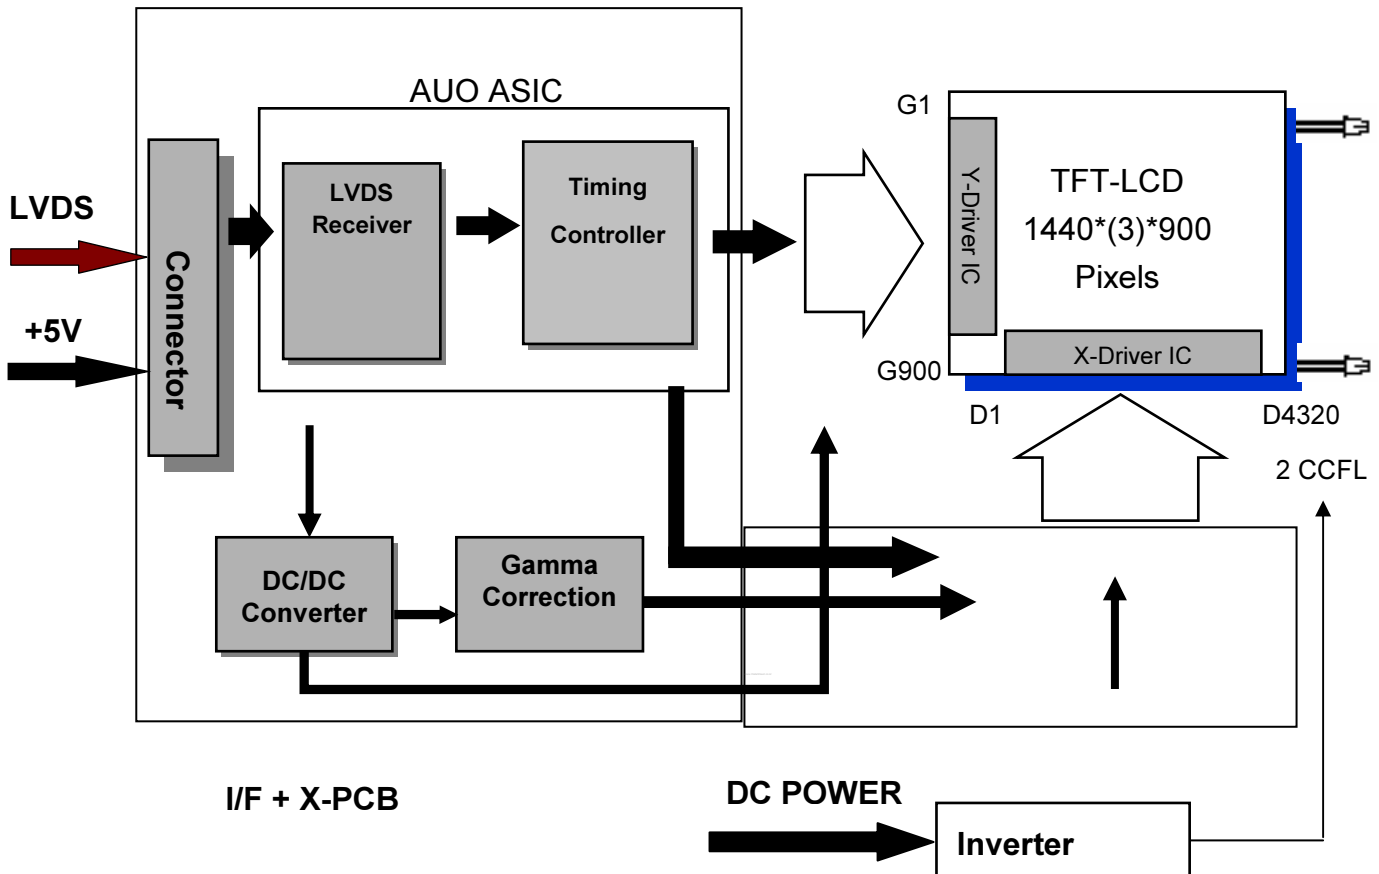 AUO ASIC
G1
LVDS
Receiver
Timing
Controller
Y-Driver IC
TFT-LCD
1440*(3)*900
Pixels
LVDS
+5V
Connector
X-Driver IC
G900
D1
D4320
2 CCFL
DC/DC
Converter
Gamma
Correction
I/F + X-PCB
DC POWER
Inverter